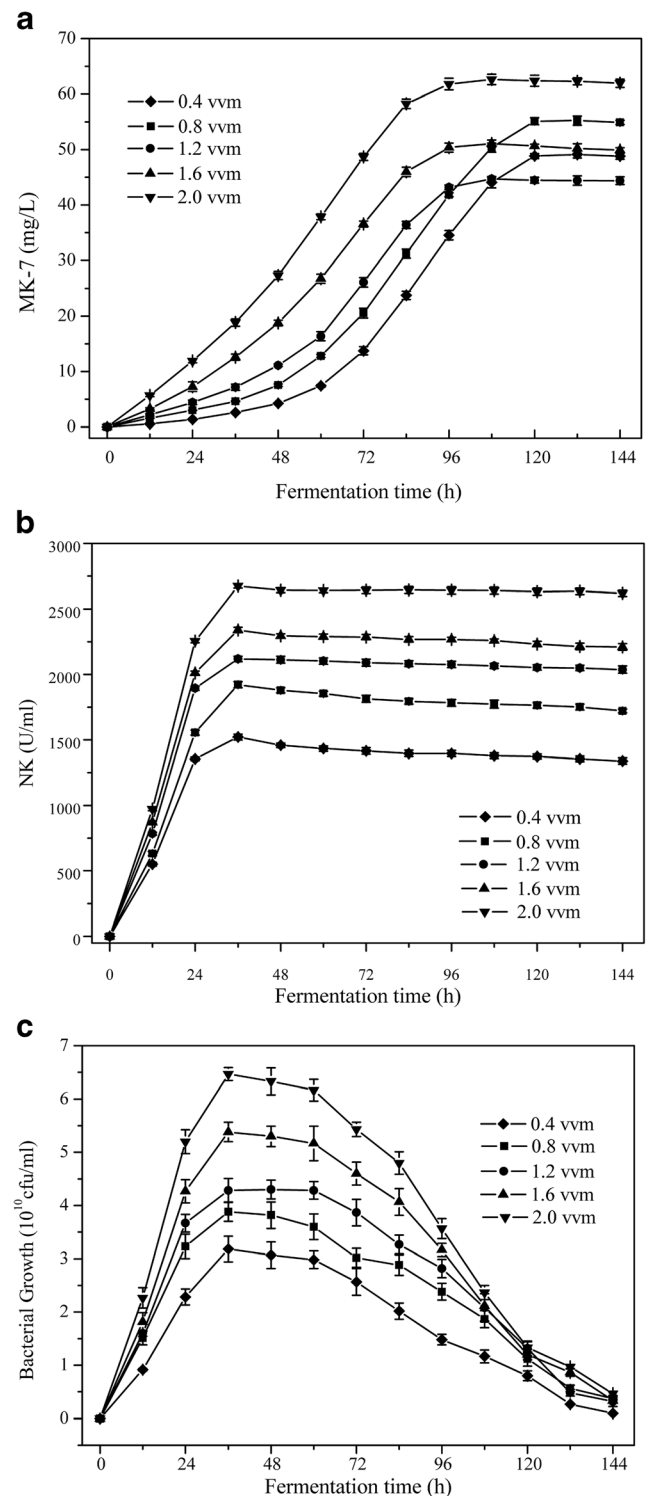 a
70
60
50
40
30
20
10
0
MK-7 (mg/L)
0.4 vvm
0.8 vvm
1.2 vvm
1.6 vvm
2.0 vvm
0 24 48 72 96 120 144
Fermentation time (h)
b
3000
2500
2000
1500
1000
500
0
NK (U/ml)
0.4 vvm
0.8 vvm
1.2 vvm
1.6 vvm
2.0 vvm
0 24 48 72 96 120 144
Fermentation time (h)
c
7
6
5
4
3
2
1
0
Bacterial Growth (10¹⁰cfu/ml)
0.4 vvm
0.8 vvm
1.2 vvm
1.6 vvm
2.0 vvm
0 24 48 72 96 120 144
Fermentation time (h)